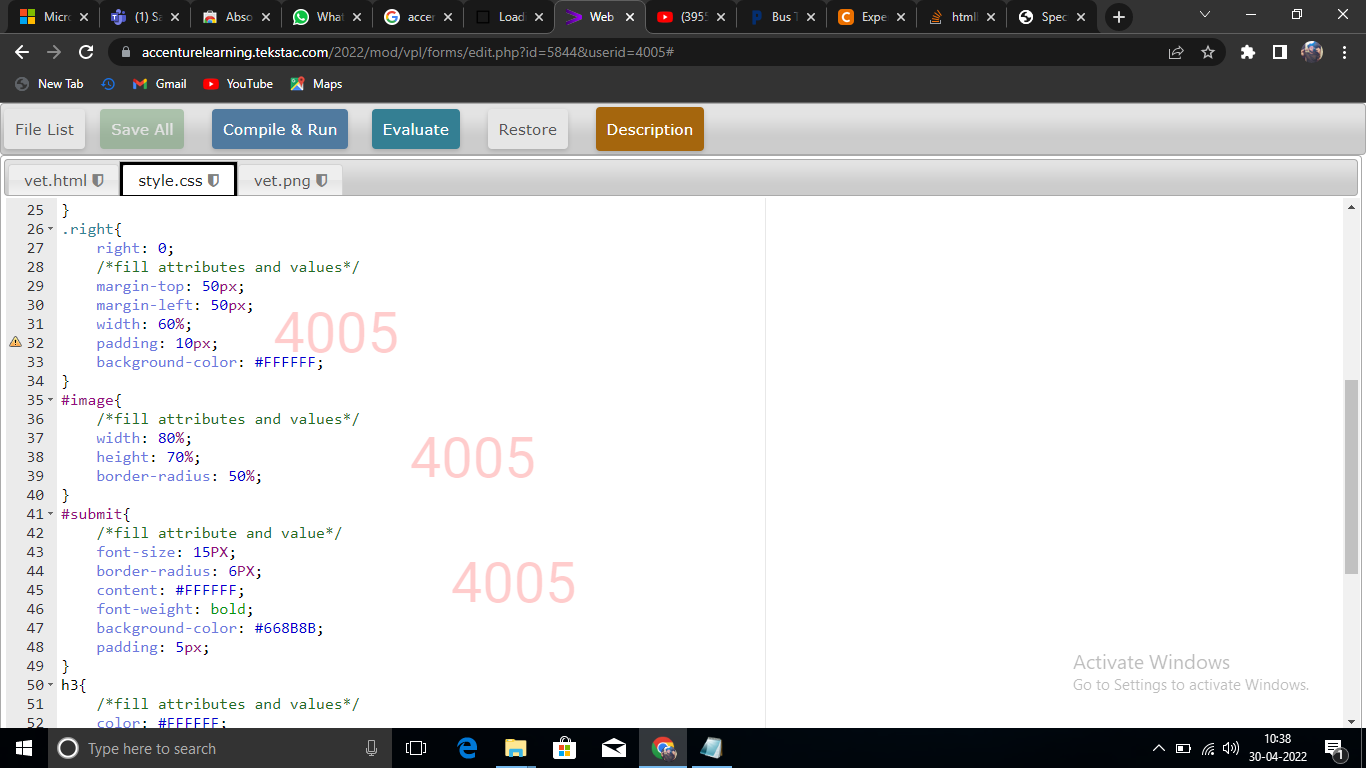 Micro
(1) Sa
Abso
What
accen
Loadi
Web
(3955
Bus T
Expe
htmll
Spec
accenturelearning.tekstac.com/2022/mod/vpl/forms/edit.php?id=5844&userid=4005#
New Tab
Gmail
YouTube
Maps
File List
Save All
Compile & Run
Evaluate
Restore
Description
vet.html
style.css
vet.png
25 }
26 .right{
27 right: 0;
28 /*fill attributes and values*/
29 margin-top: 50px;
30 margin-left: 50px;
31 width: 60%;
32 padding: 10px;
33 background-color: #FFFFFF;
34 }
35 #image{
36 /*fill attributes and values*/
37 width: 80%;
38 height: 70%;
39 border-radius: 50%;
40 }
41 #submit{
42 /*fill attribute and value*/
43 font-size: 15PX;
44 border-radius: 6PX;
45 content: #FFFFFF;
46 font-weight: bold;
47 background-color: #668B8B;
48 padding: 5px;
49 }
50 h3{
51 /*fill attributes and values*/
52 color: #FFFFFF;
4005
4005
4005
Activate Windows
Go to Settings to activate Windows.
Type here to search
10:38
30-04-2022
1